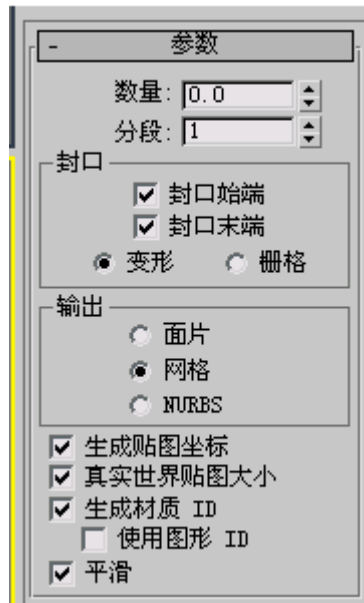 - 参数
数量: 0.0
分段: 1
封口
封口始端
封口末端
变形 栅格
输出
面片
网格
NURBS
生成贴图坐标
真实世界贴图大小
生成材质 ID
使用图形 ID
平滑